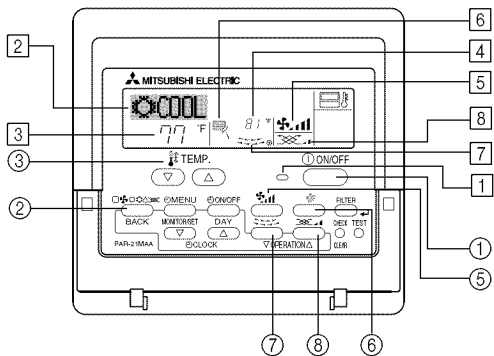 6
2
4
5
MITSUBISHI ELECTRIC
COOL
81 °F
8
3
77 °F
7
3
TEMP.
ON/OFF
1
MENU
ON/OFF
FILTER
2
BACK
MONITOR/SET
DAY
CHECK TEST
1
PAR-21MAA
CLOCK
OPERATION
CLEAR
5
7
8
6